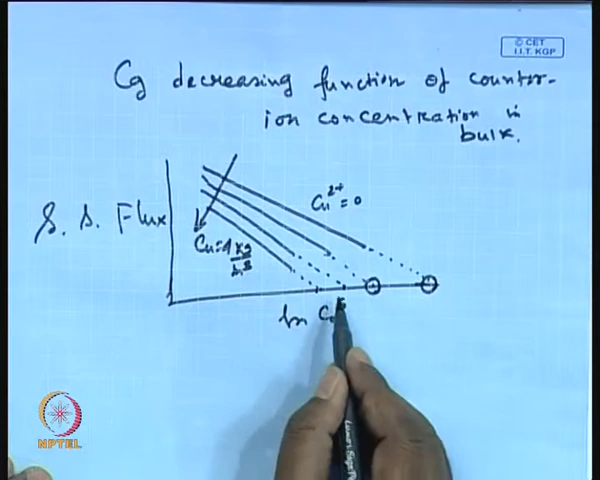 © CET
I.I.T. KGP
Cg decreasing function of counter-
ion concentration in
bulk.
S. S. Flux
Cu²⁺ = 0
Cu = 1 kg/m³
ln C
NPTEL